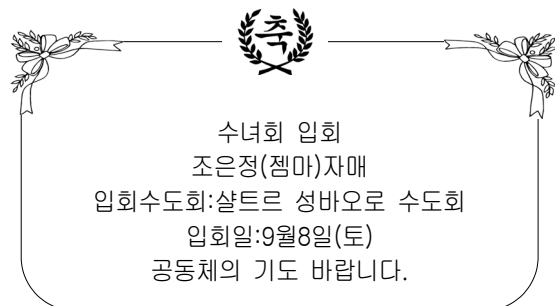 축
수녀회 입회
조은정(젬마)자매
입회수도회:샬트르 성바오로 수도회
입회일:9월8일(토)
공동체의 기도 바랍니다.